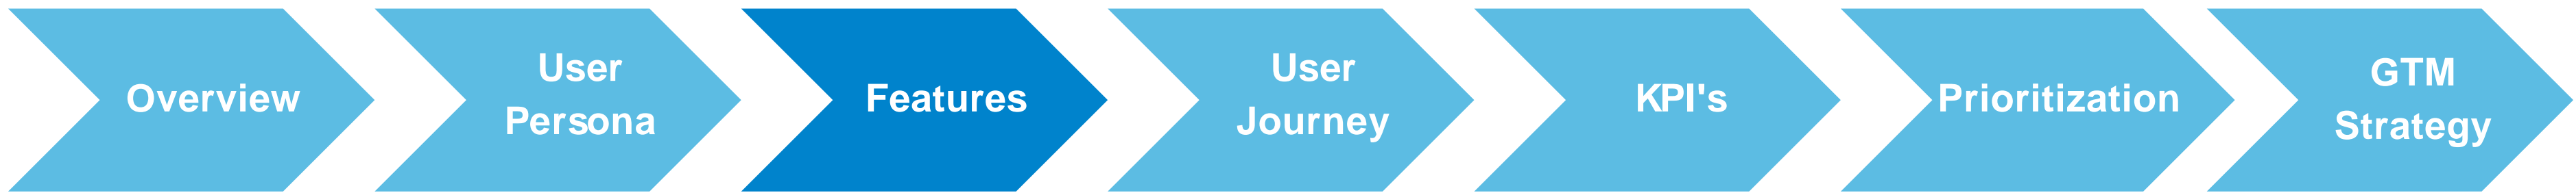 Overview
User
Persona
Features
User
Journey
KPI's
Prioritization
GTM
Strategy